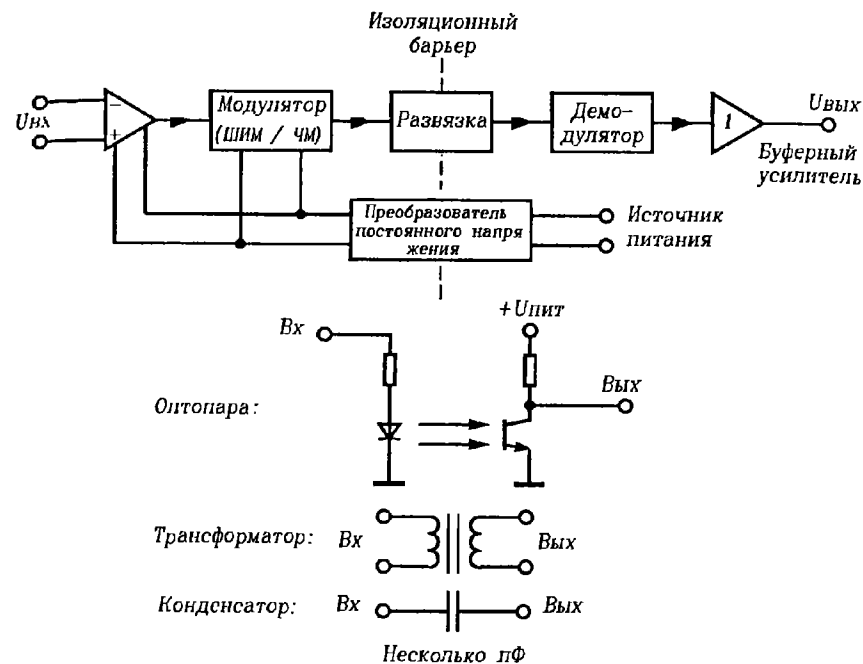 Изоляционный
барьер
Uвх
−
+
Модулятор
(ШИМ / ЧМ)
Развязка
Демо-
дулятор
1
Uвых
Буферный
усилитель
Преобразователь
постоянного напря
жения
Источник
питания
Вх
+Uпит
Вых
Оптопара:
Трансформатор: Вх Вых
Конденсатор: Вх Вых
Несколько пФ